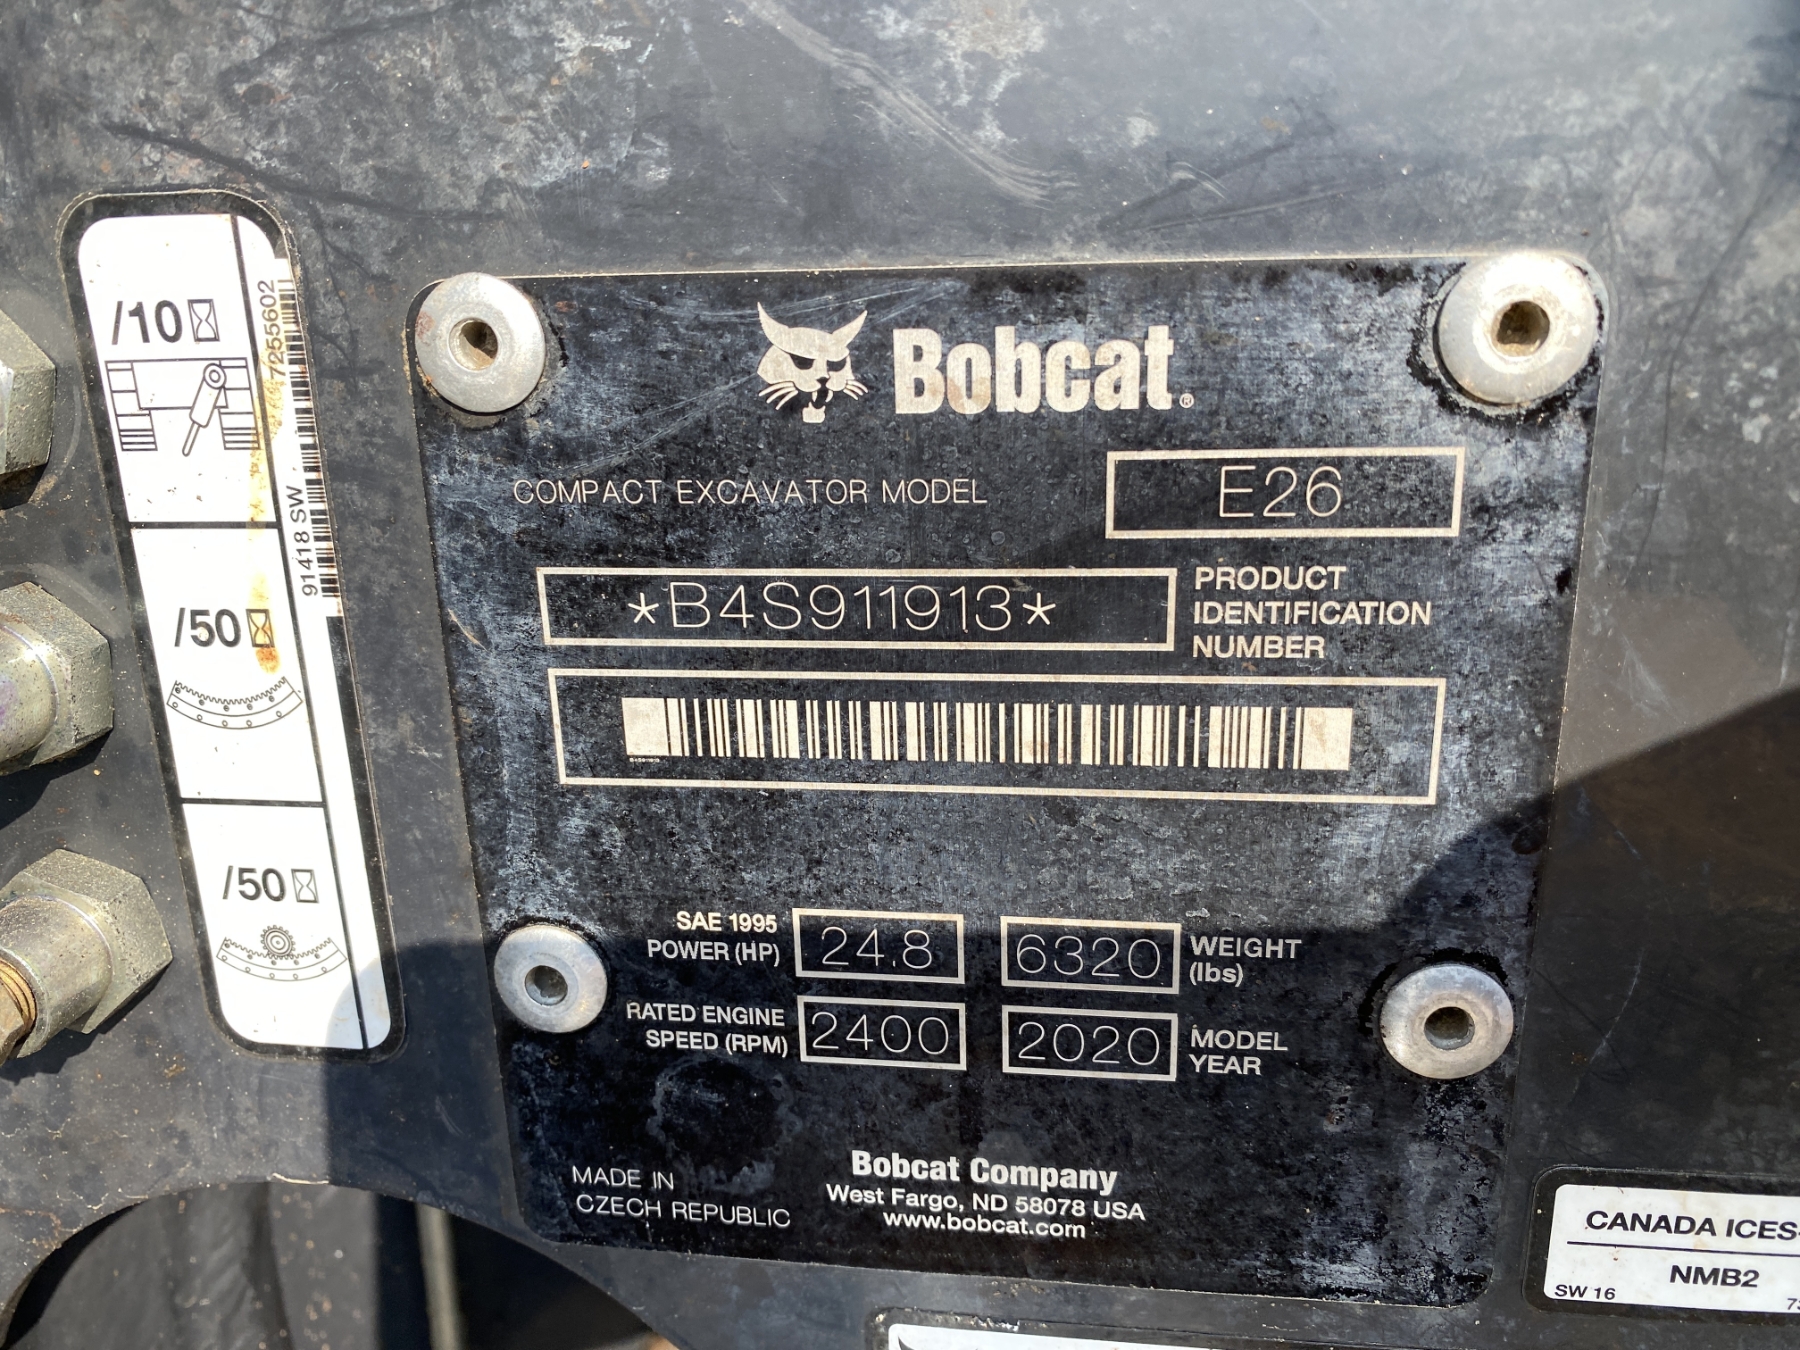 /10
7255602
91418 SW
/50
/50
Bobcat®
COMPACT EXCAVATOR MODEL
E26
*B4S911913*
PRODUCT
IDENTIFICATION
NUMBER
B4S911913
SAE 1995
POWER (HP)
24.8
6320
WEIGHT
(lbs)
RATED ENGINE
SPEED (RPM)
2400
2020
MODEL
YEAR
MADE IN
CZECH REPUBLIC
Bobcat Company
West Fargo, ND 58078 USA
www.bobcat.com
CANADA ICES-
NMB2
SW 16